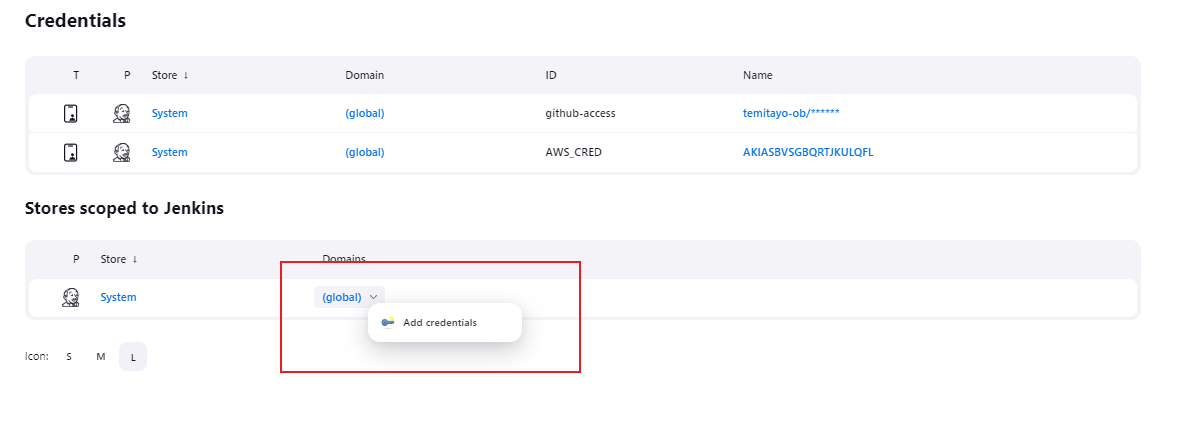 Credentials
T P Store ↓ Domain ID Name
System (global) github-access temitayo-ob/******
System (global) AWS_CRED AKIASBVSGBQRTJKULQFL
Stores scoped to Jenkins
P Store ↓ Domains
System (global)
Add credentials
Icon: S M L